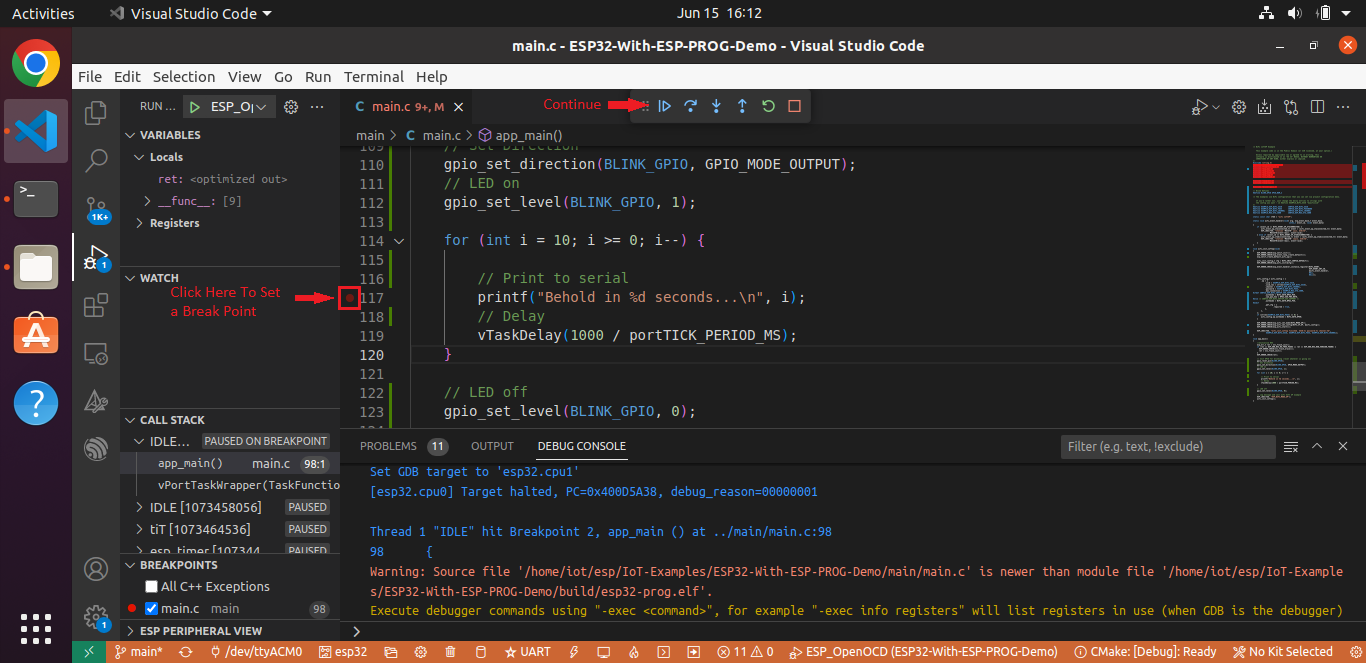 Activities
Visual Studio Code
Jun 15 16:12
main.c - ESP32-With-ESP-PROG-Demo - Visual Studio Code
File Edit Selection View Go Run Terminal Help
RUN ...
ESP_O
main.c 9+, M
Continue
main > main.c > app_main()
VARIABLES
Locals
ret: <optimized out>
__func__: [9]
Registers
WATCH
Click Here To Set
a Break Point
CALL STACK
IDLE... PAUSED ON BREAKPOINT
app_main() main.c 98:1
vPortTaskWrapper(TaskFunctio
IDLE [1073458056] PAUSED
tiT [1073464536] PAUSED
esp_timer [107344... PAUSED
BREAKPOINTS
All C++ Exceptions
main.c main 98
ESP PERIPHERAL VIEW
1K+
1
1
109 // Set Direction
110 gpio_set_direction(BLINK_GPIO, GPIO_MODE_OUTPUT);
111 // LED on
112 gpio_set_level(BLINK_GPIO, 1);
113
114 for (int i = 10; i >= 0; i--) {
115
116 // Print to serial
117 printf("Behold in %d seconds...\n", i);
118 // Delay
119 vTaskDelay(1000 / portTICK_PERIOD_MS);
120 }
121
122 // LED off
123 gpio_set_level(BLINK_GPIO, 0);
PROBLEMS 11 OUTPUT DEBUG CONSOLE
Filter (e.g. text, !exclude)
Set GDB target to 'esp32.cpu1'
[esp32.cpu0] Target halted, PC=0x400D5A38, debug_reason=00000001
Thread 1 "IDLE" hit Breakpoint 2, app_main () at ../main/main.c:98
98 {
Warning: Source file '/home/iot/esp/IoT-Examples/ESP32-With-ESP-PROG-Demo/main/main.c' is newer than module file '/home/iot/esp/IoT-Example
s/ESP32-With-ESP-PROG-Demo/build/esp32-prog.elf'.
Execute debugger commands using "-exec <command>", for example "-exec info registers" will list registers in use (when GDB is the debugger)
main* /dev/ttyACM0 esp32 UART 11 0 ESP_OpenOCD (ESP32-With-ESP-PROG-Demo) CMake: [Debug]: Ready No Kit Selected